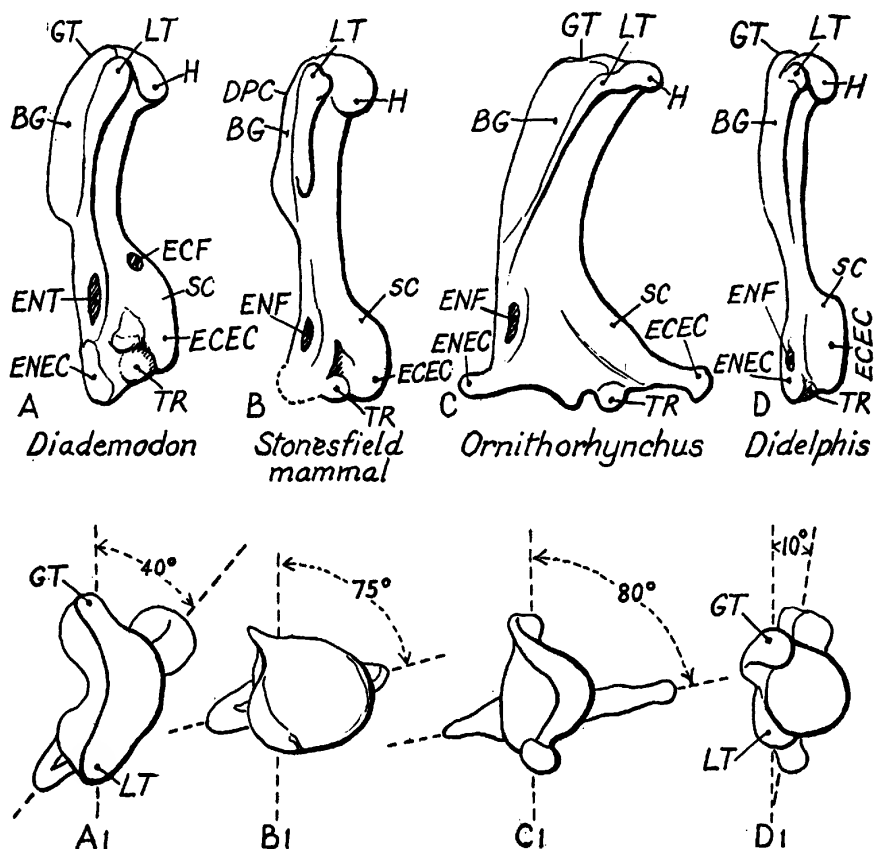 GT LT
H
BG
ECF
SC
ENT
ECEC
ENEC
TR
A
Diademodon
LT
DPC
H
BG
SC
ENF
ECEC
TR
B
Stonesfield
mammal
GT LT
BG
H
ENF
SC
ECEC
ENEC
TR
C
Ornithorhynchus
GT LT
H
BG
SC
ENF
ECEC
ENEC
TR
D
Didelphis
40°
GT
LT
A1
75°
B1
80°
C1
10°
GT
LT
D1